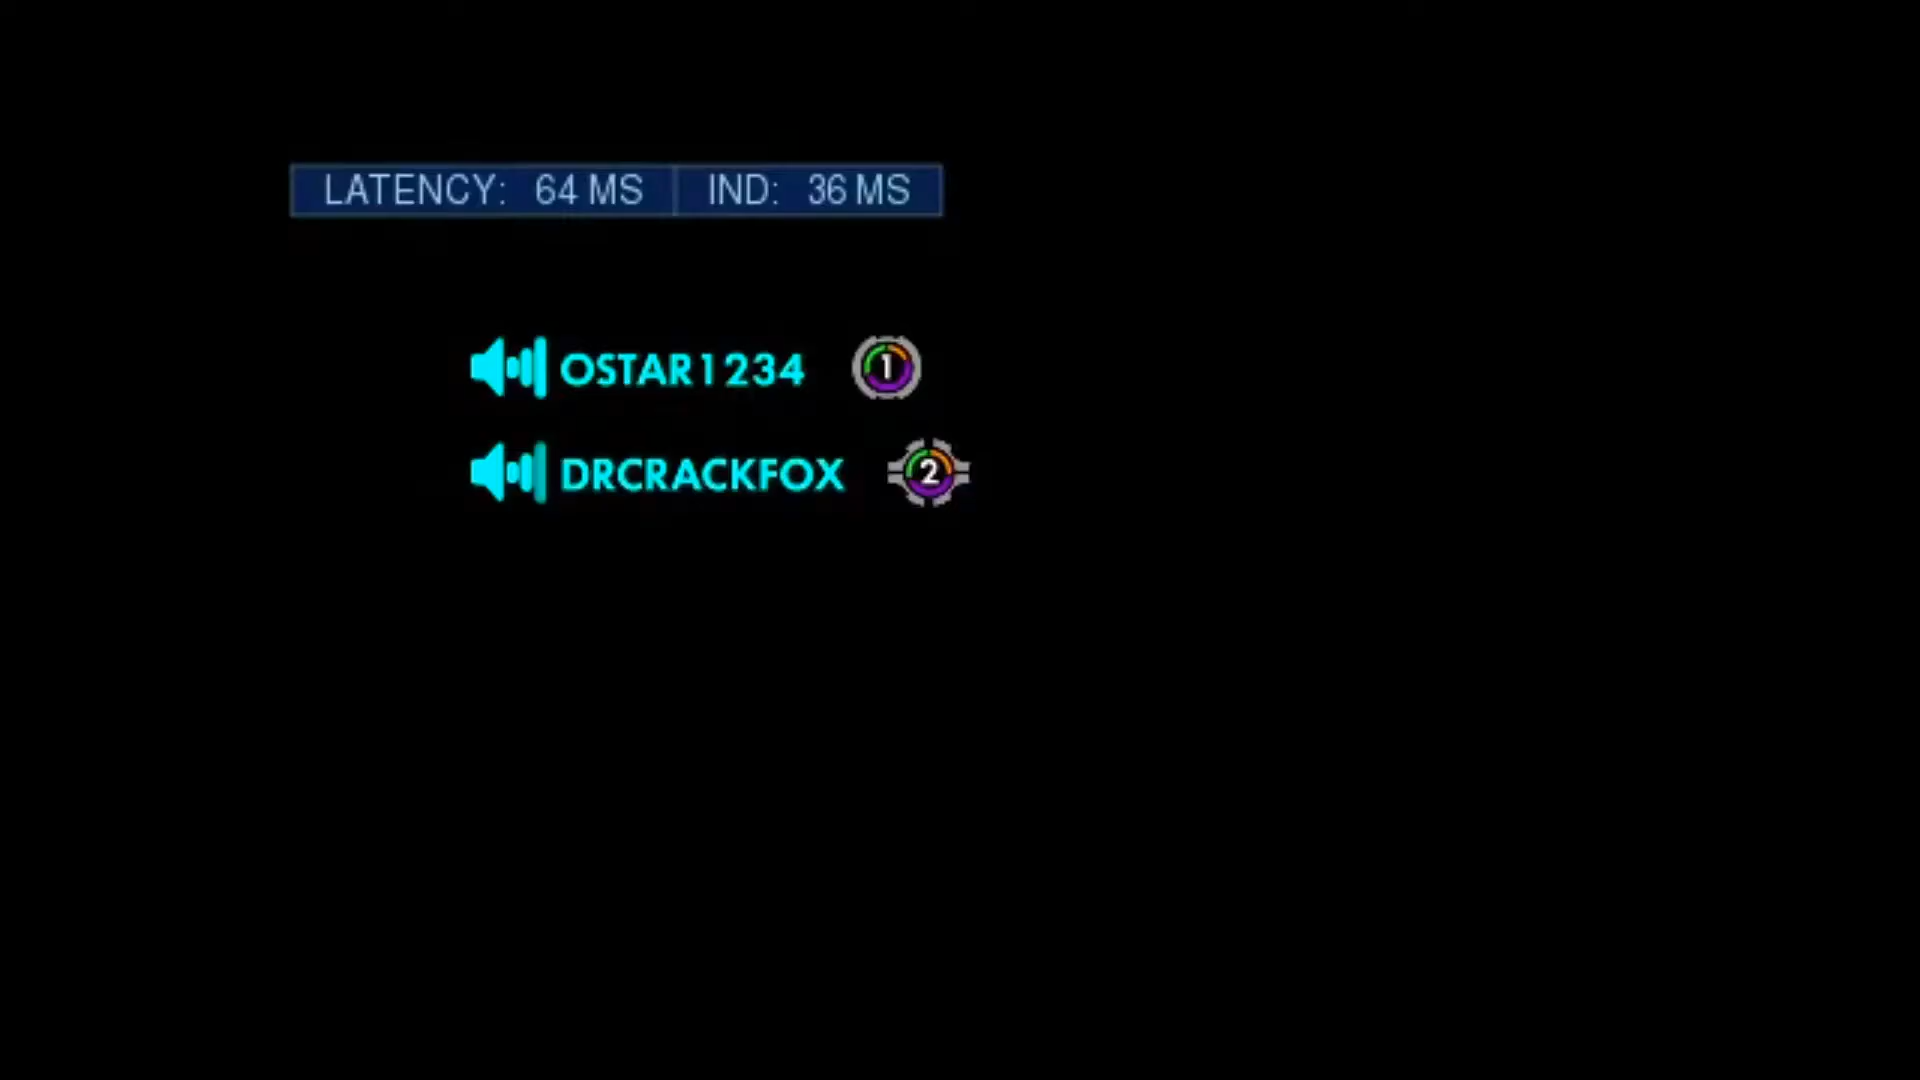 LATENCY: 64 MS IND: 36 MS
OSTAR1234 1
DRCRACKFOX 2